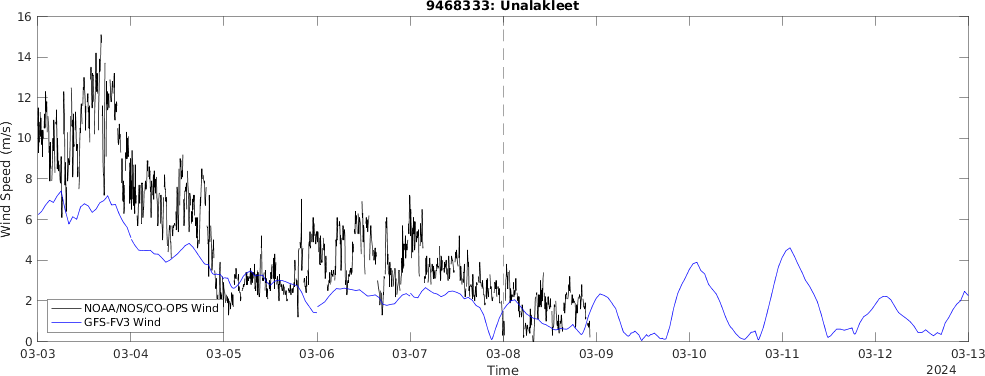 9468333: Unalakleet
Wind Speed (m/s)
16
14
12
10
8
6
4
2
0
NOAA/NOS/CO-OPS Wind
GFS-FV3 Wind
03-03 03-04 03-05 03-06 03-07 03-08 03-09 03-10 03-11 03-12 03-13
Time
2024